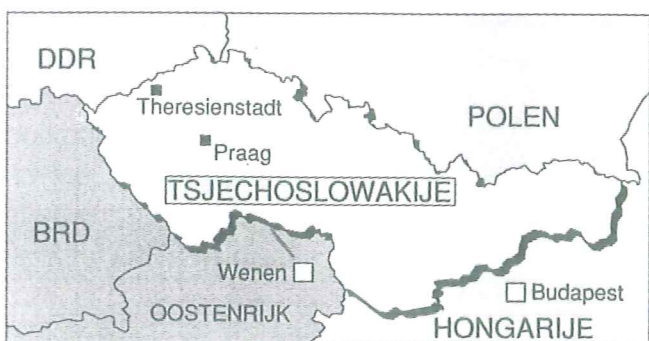 DDR
Theresienstadt
POLEN
Praag
TSJECHOSLOWAKIJE
BRD
Wenen
Budapest
OOSTENRIJK
HONGARIJE